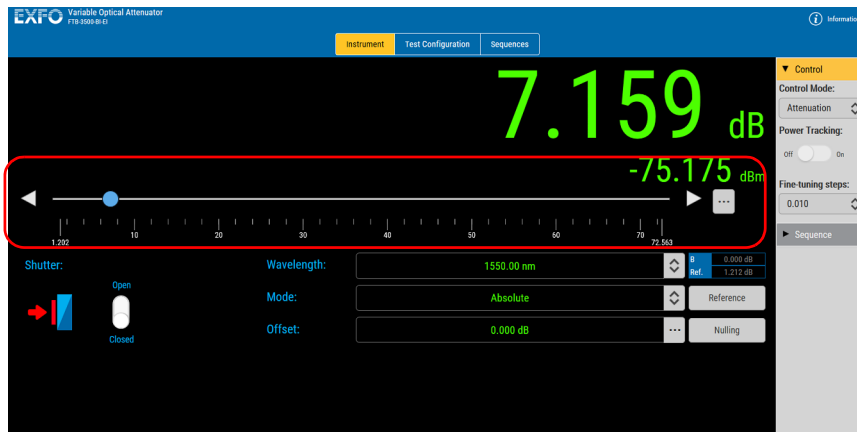 EXFO Variable Optical Attenuator
FTB-3500-BI-EI
Information
Instrument Test Configuration Sequences
7.159 dB
-75.175 dBm
...
1.202 10 20 30 40 50 60 70 72.563
Control
Control Mode:
Attenuation
Power Tracking:
Off On
Fine-tuning steps:
0.010
Sequence
Shutter:
Open
Closed
Wavelength: 1550.00 nm
B 0.000 dB
Ref. 1.212 dB
Mode: Absolute Reference
Offset: 0.000 dB ... Nulling